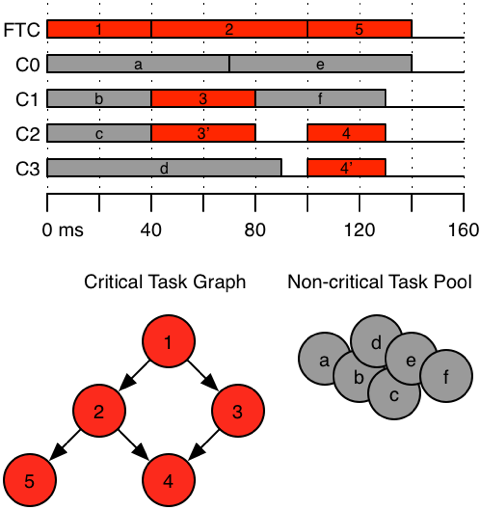 FTC 1 2 5
C0 a e
C1 b 3 f
C2 c 3' 4
C3 d 4'
0 ms 40 80 120 160
Critical Task Graph Non-critical Task Pool
1
2 3
5 4
a b d c e f